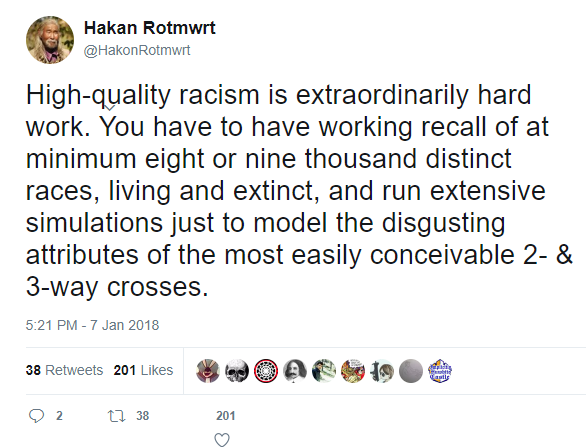 Hakan Rotmwrt
@HakonRotmwrt
High-quality racism is extraordinarily hard
work. You have to have working recall of at
minimum eight or nine thousand distinct
races, living and extinct, and run extensive
simulations just to model the disgusting
attributes of the most easily conceivable 2- &
3-way crosses.
5:21 PM - 7 Jan 2018
38 Retweets 201 Likes
2 38 201